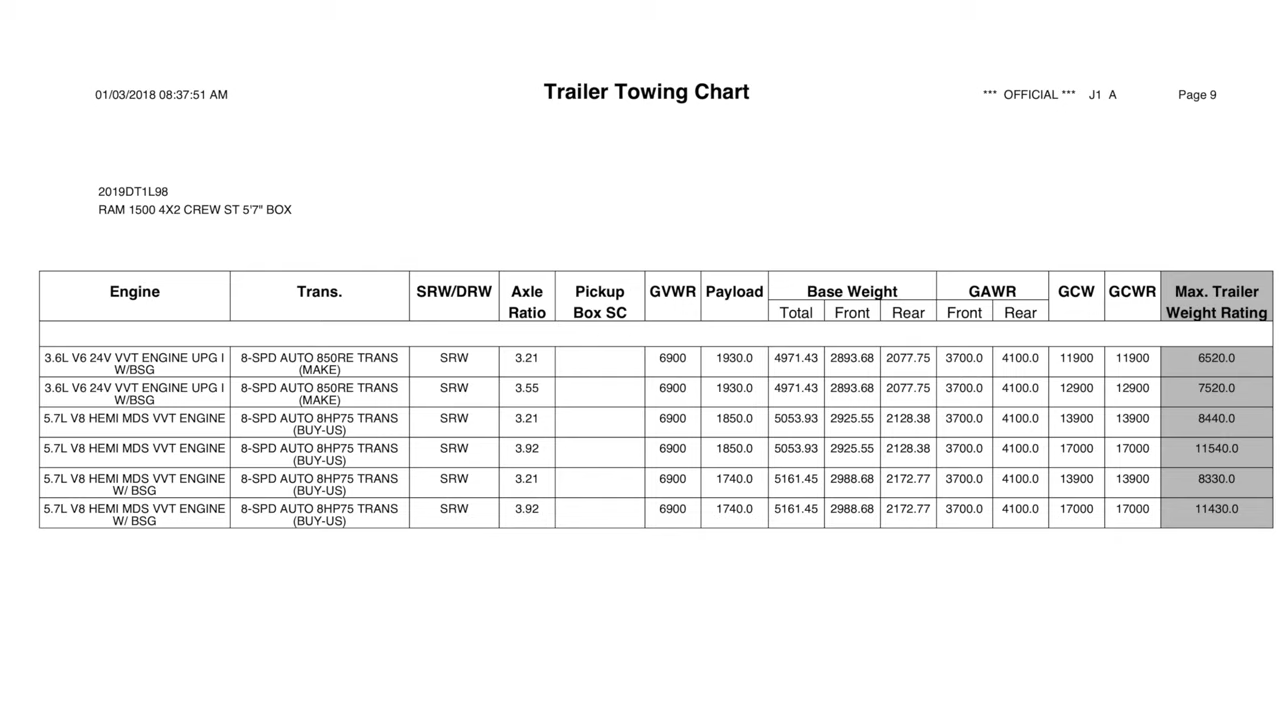 01/03/2018 08:37:51 AM Trailer Towing Chart *** OFFICIAL *** J1 A Page 9
2019DT1L98
RAM 1500 4X2 CREW ST 5'7" BOX
Engine Trans. SRW/DRW Axle Ratio Pickup Box SC GVWR Payload Base Weight GAWR GCW GCWR Max. Trailer Weight Rating
Total Front Rear Front Rear
3.6L V6 24V VVT ENGINE UPG I W/BSG 8-SPD AUTO 850RE TRANS (MAKE) SRW 3.21 6900 1930.0 4971.43 2893.68 2077.75 3700.0 4100.0 11900 11900 6520.0
3.6L V6 24V VVT ENGINE UPG I W/BSG 8-SPD AUTO 850RE TRANS (MAKE) SRW 3.55 6900 1930.0 4971.43 2893.68 2077.75 3700.0 4100.0 12900 12900 7520.0
5.7L V8 HEMI MDS VVT ENGINE 8-SPD AUTO 8HP75 TRANS (BUY-US) SRW 3.21 6900 1850.0 5053.93 2925.55 2128.38 3700.0 4100.0 13900 13900 8440.0
5.7L V8 HEMI MDS VVT ENGINE 8-SPD AUTO 8HP75 TRANS (BUY-US) SRW 3.92 6900 1850.0 5053.93 2925.55 2128.38 3700.0 4100.0 17000 17000 11540.0
5.7L V8 HEMI MDS VVT ENGINE W/ BSG 8-SPD AUTO 8HP75 TRANS (BUY-US) SRW 3.21 6900 1740.0 5161.45 2988.68 2172.77 3700.0 4100.0 13900 13900 8330.0
5.7L V8 HEMI MDS VVT ENGINE W/ BSG 8-SPD AUTO 8HP75 TRANS (BUY-US) SRW 3.92 6900 1740.0 5161.45 2988.68 2172.77 3700.0 4100.0 17000 17000 11430.0